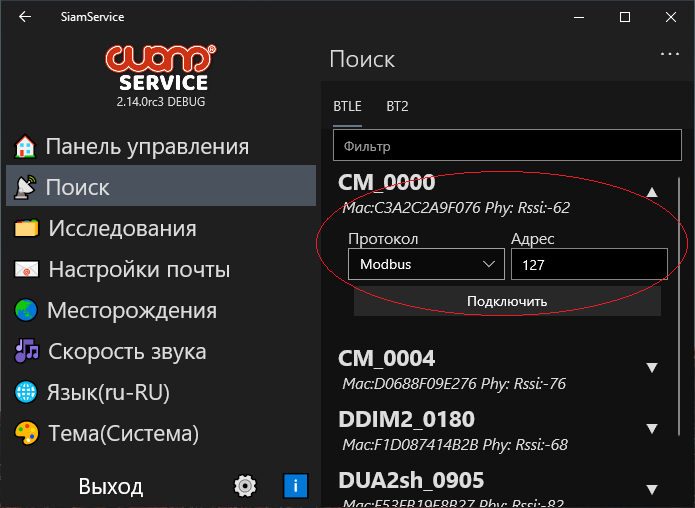 SiamService
СИАМ®
SERVICE
2.14.0rc3 DEBUG
Панель управления
Поиск
Исследования
Настройки почты
Месторождения
Скорость звука
Язык(ru-RU)
Тема(Система)
Выход
Поиск
BTLE BT2
Фильтр
CM_0000
Mac:C3A2C2A9F076 Phy: Rssi:-62
Протокол Адрес
Modbus 127
Подключить
CM_0004
Mac:D0688F09E276 Phy: Rssi:-76
DDIM2_0180
Mac:F1D087414B2B Phy: Rssi:-68
DUA2sh_0905
Mac:F53FB19F8B27 Phy: Rssi:-82